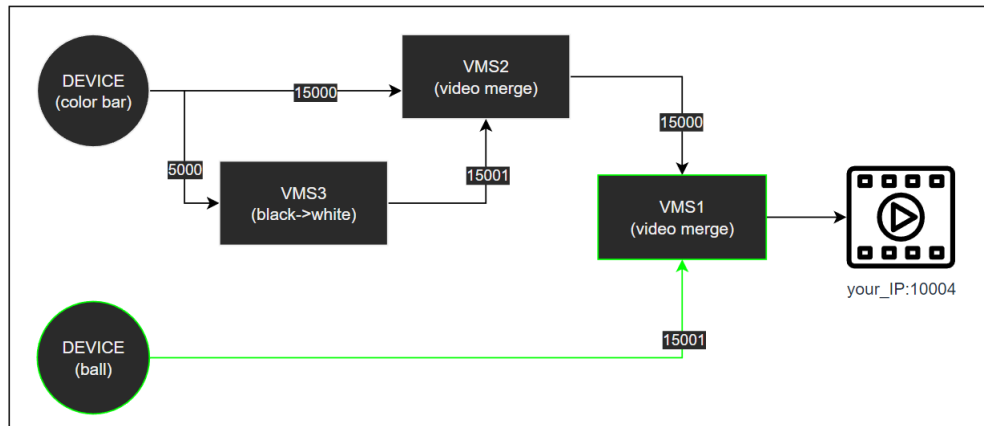 DEVICE
(color bar)
15000
VMS2
(video merge)
5000
VMS3
(black->white)
15001
15000
VMS1
(video merge)
your_IP:10004
DEVICE
(ball)
15001